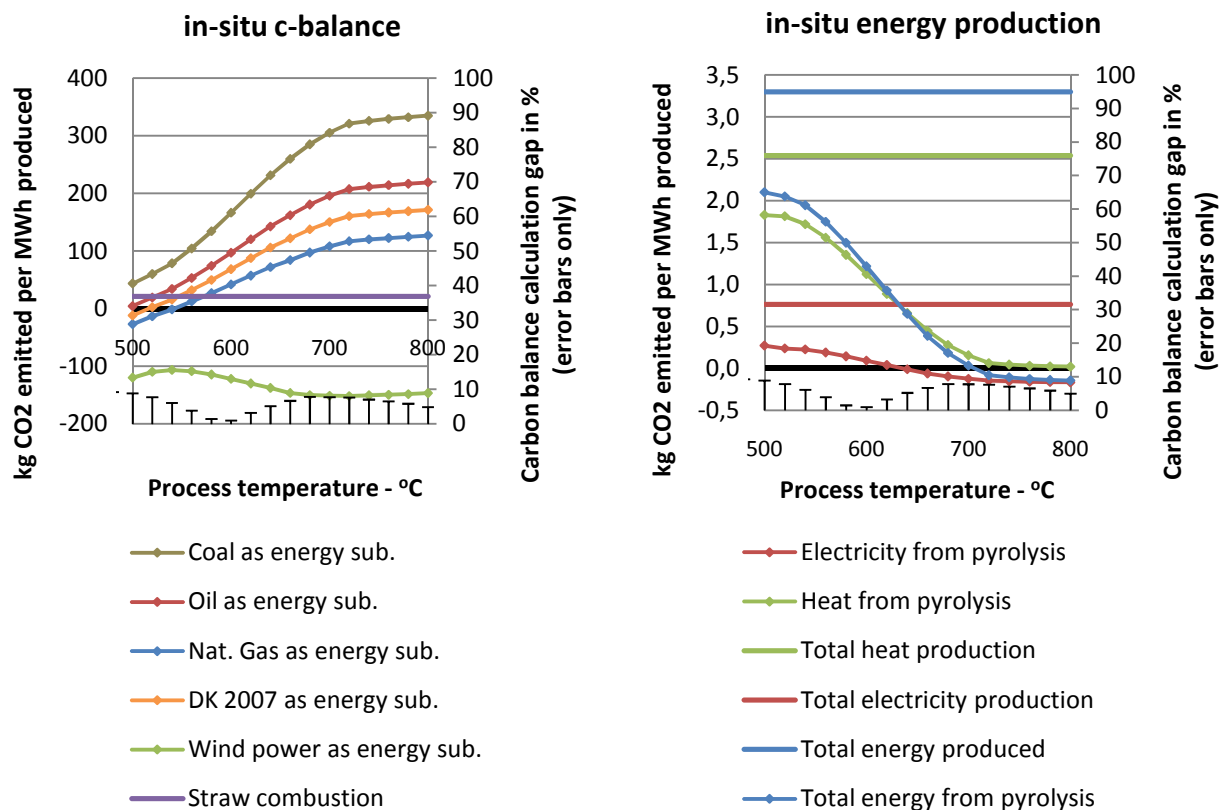 in-situ c-balance
kg CO2 emitted per MWh produced
400
300
200
100
0
-100
-200
500
600
700
800
100
90
80
70
60
50
40
30
20
10
0
Carbon balance calculation gap in %
(error bars only)
Process temperature - ºC
Coal as energy sub.
Oil as energy sub.
Nat. Gas as energy sub.
DK 2007 as energy sub.
Wind power as energy sub.
Straw combustion
in-situ energy production
kg CO2 emitted per MWh produced
3,5
3,0
2,5
2,0
1,5
1,0
0,5
0,0
-0,5
500
600
700
800
100
90
80
70
60
50
40
30
20
10
0
Carbon balance calculation gap in %
(error bars only)
Process temperature - ºC
Electricity from pyrolysis
Heat from pyrolysis
Total heat production
Total electricity production
Total energy produced
Total energy from pyrolysis